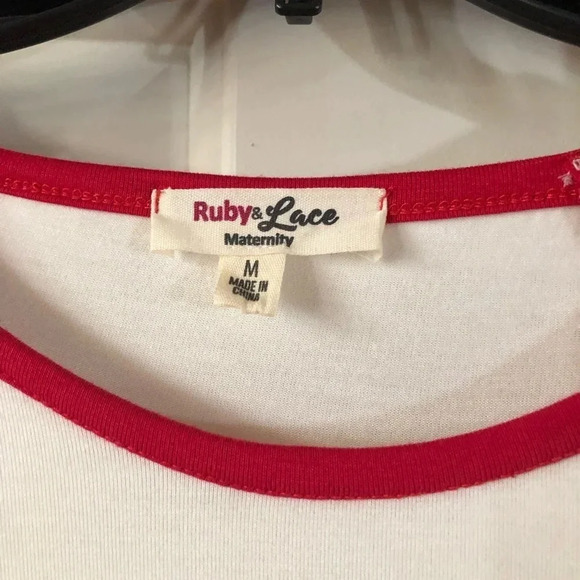 Ruby & Lace
Maternity
M
MADE IN
CHINA